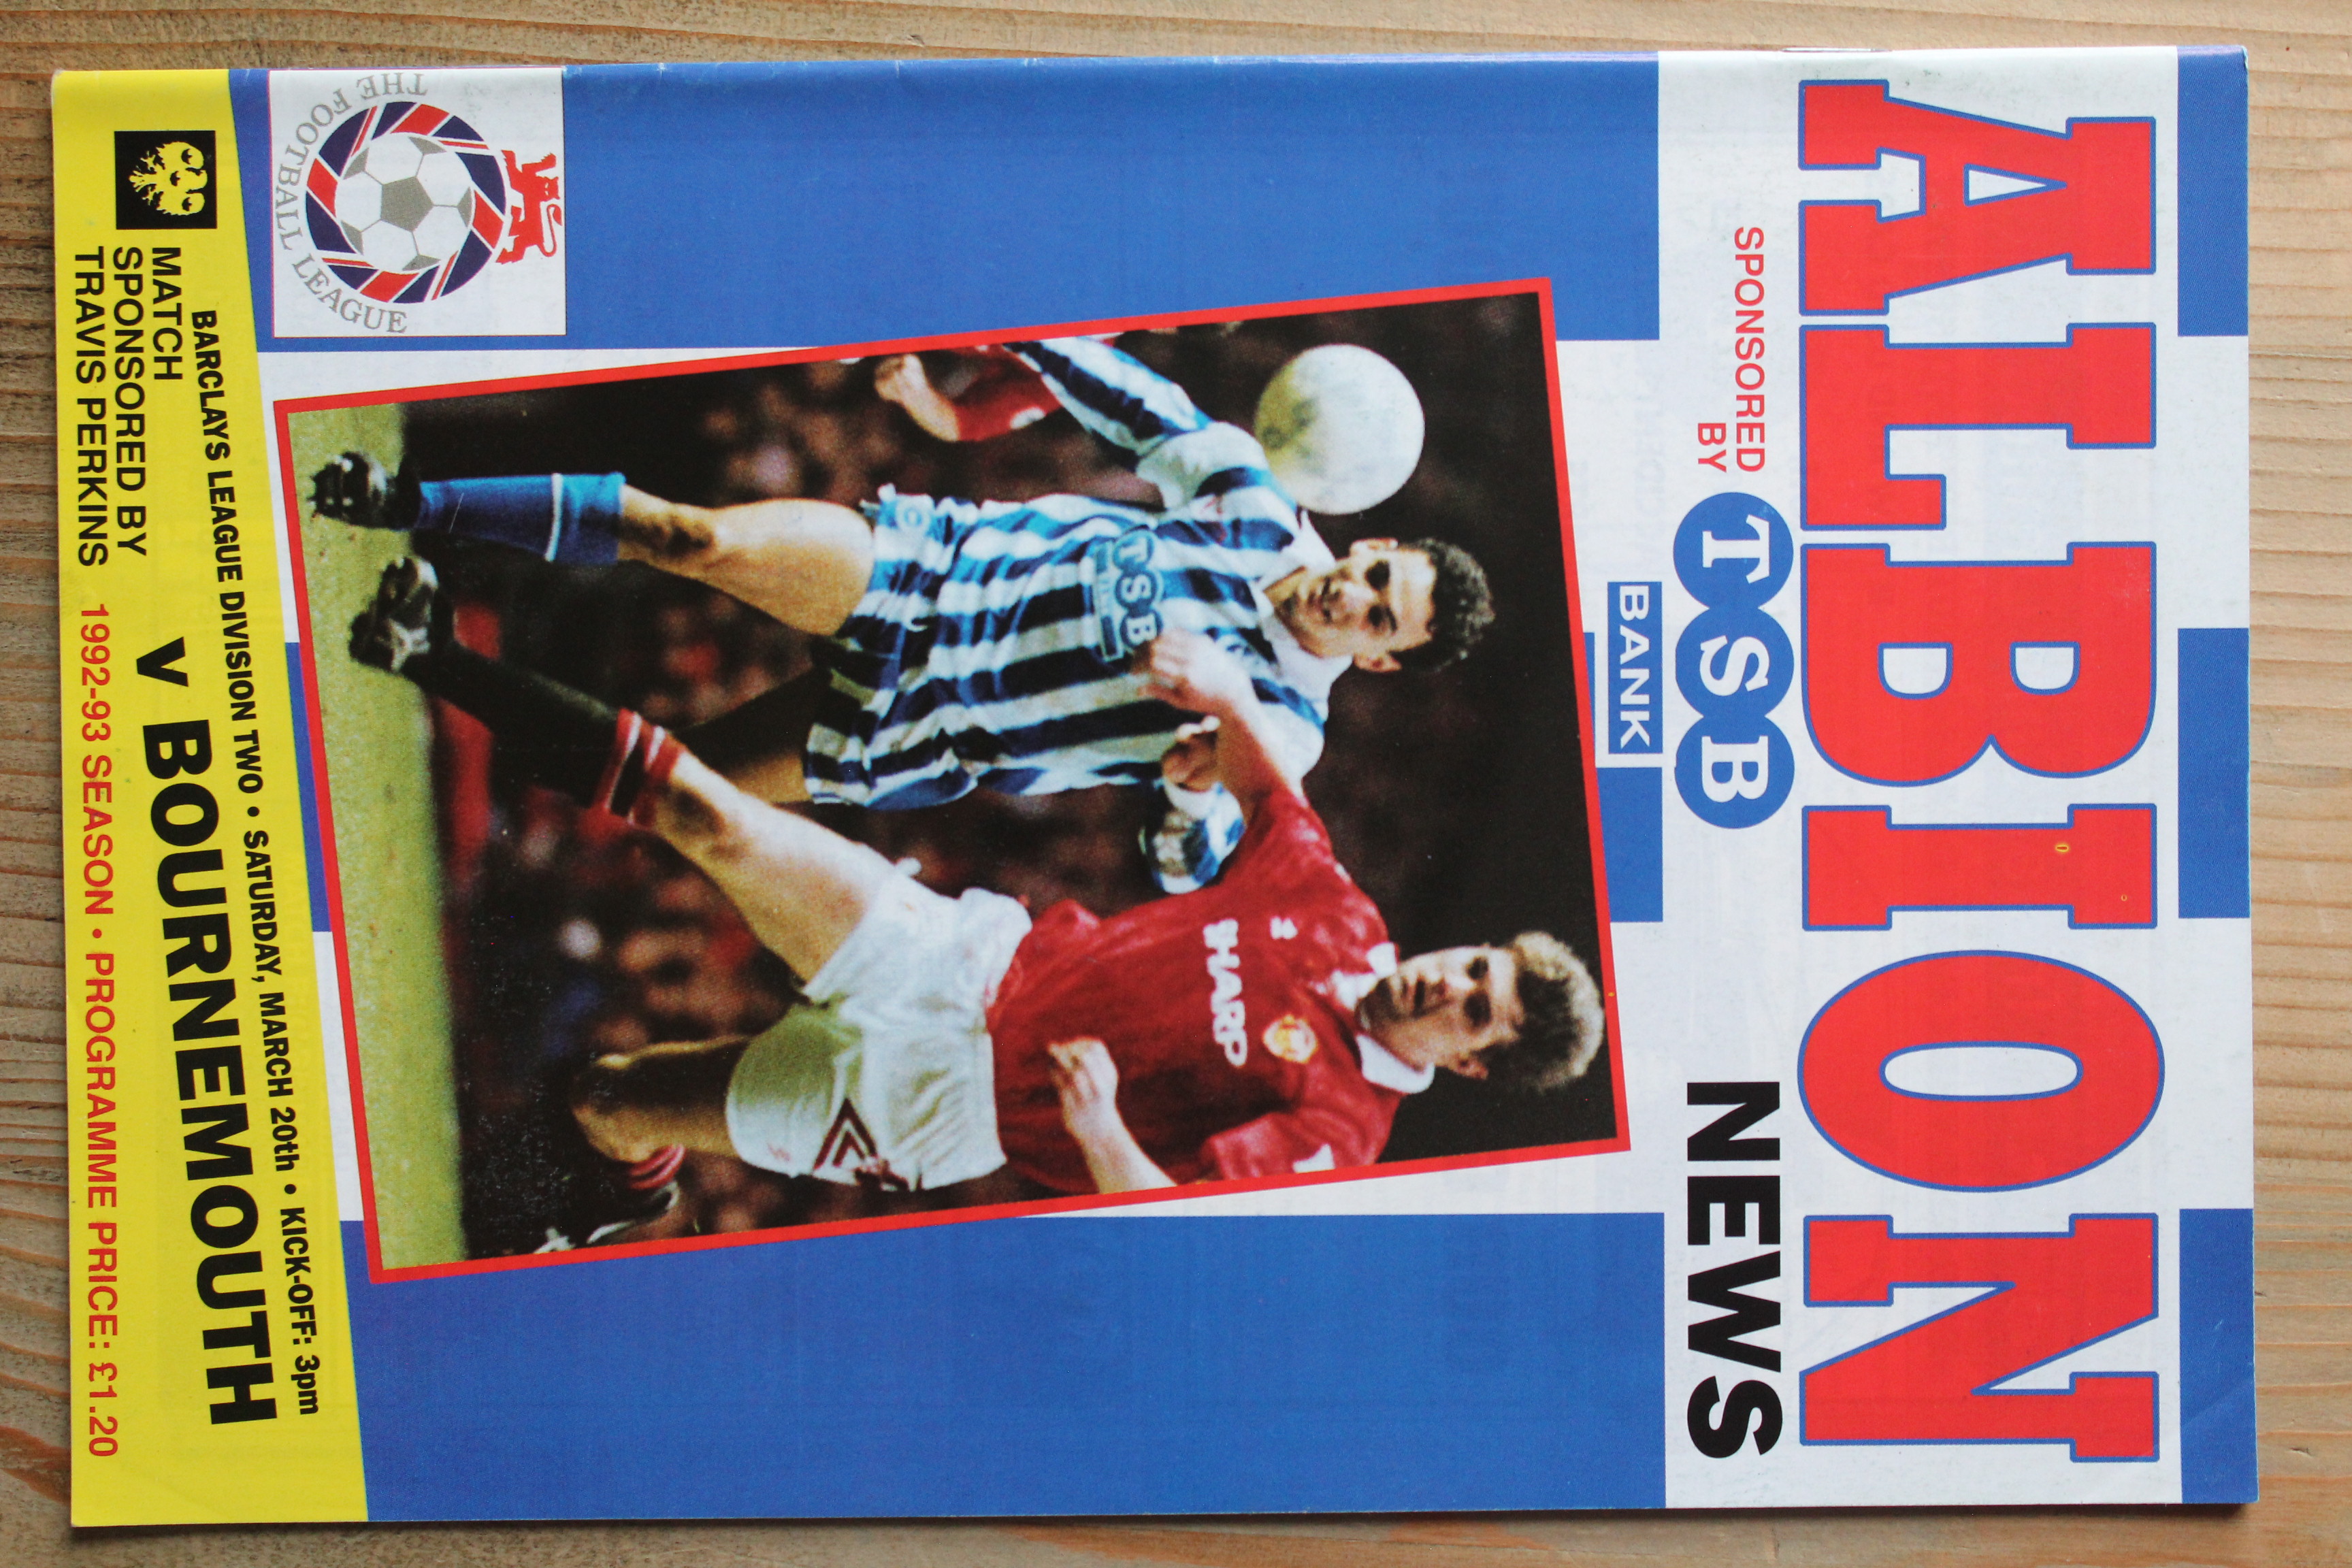 ALBION
SPONSORED
BY
TSB
NEWS
BANK
TSB
SHARP
THE FOOTBALL LEAGUE
BARCLAYS LEAGUE DIVISION TWO • SATURDAY, MARCH 20th • KICK-OFF: 3pm
MATCH
SPONSORED BY
TRAVIS PERKINS
v BOURNEMOUTH
1992-93 SEASON • PROGRAMME PRICE: £1.20